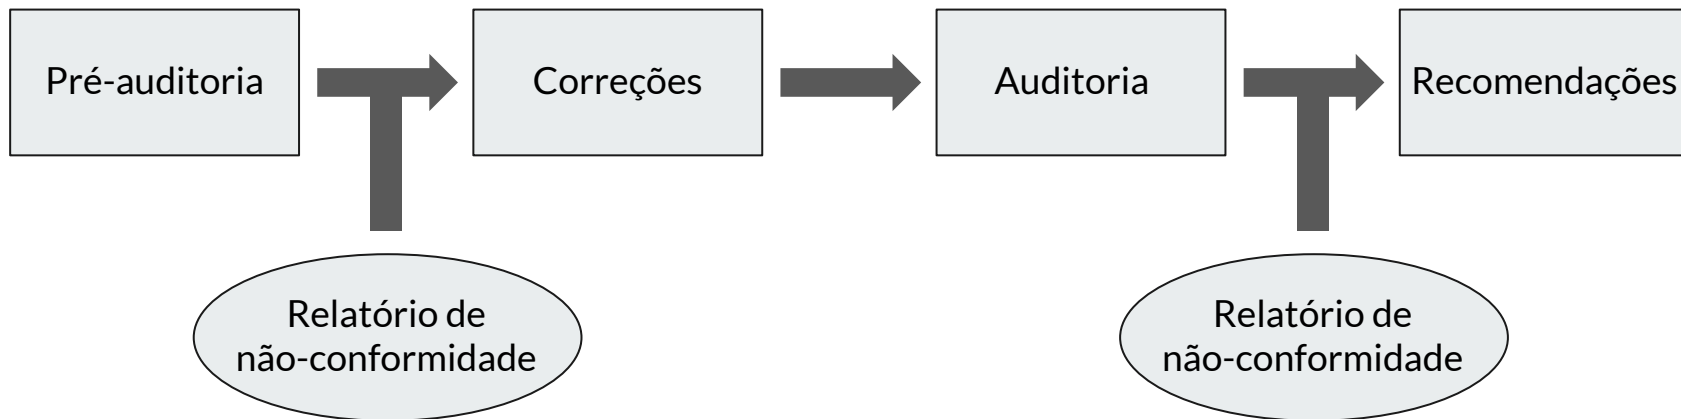 Pré-auditoria
Correções
Auditoria
Recomendações
Relatório de
não-conformidade
Relatório de
não-conformidade